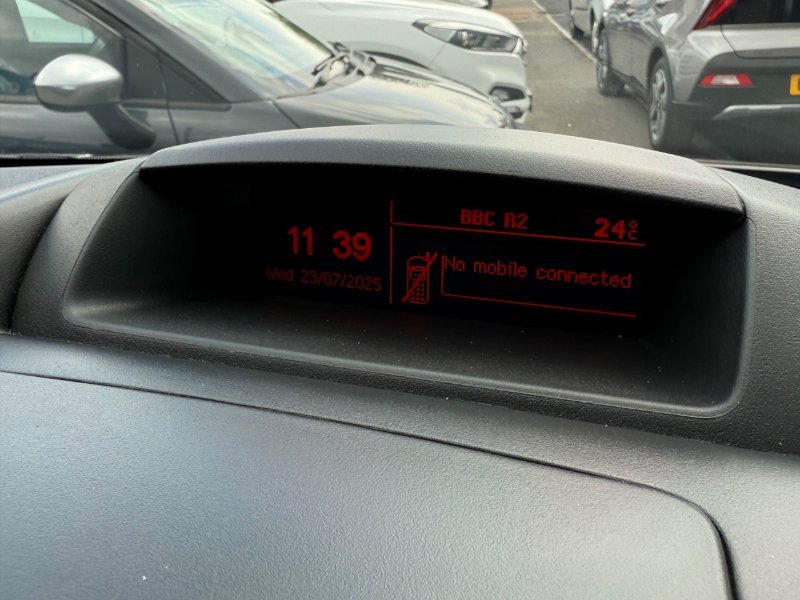 11 39
Wed 23/07/2025
BBC R2
24°C
No mobile connected